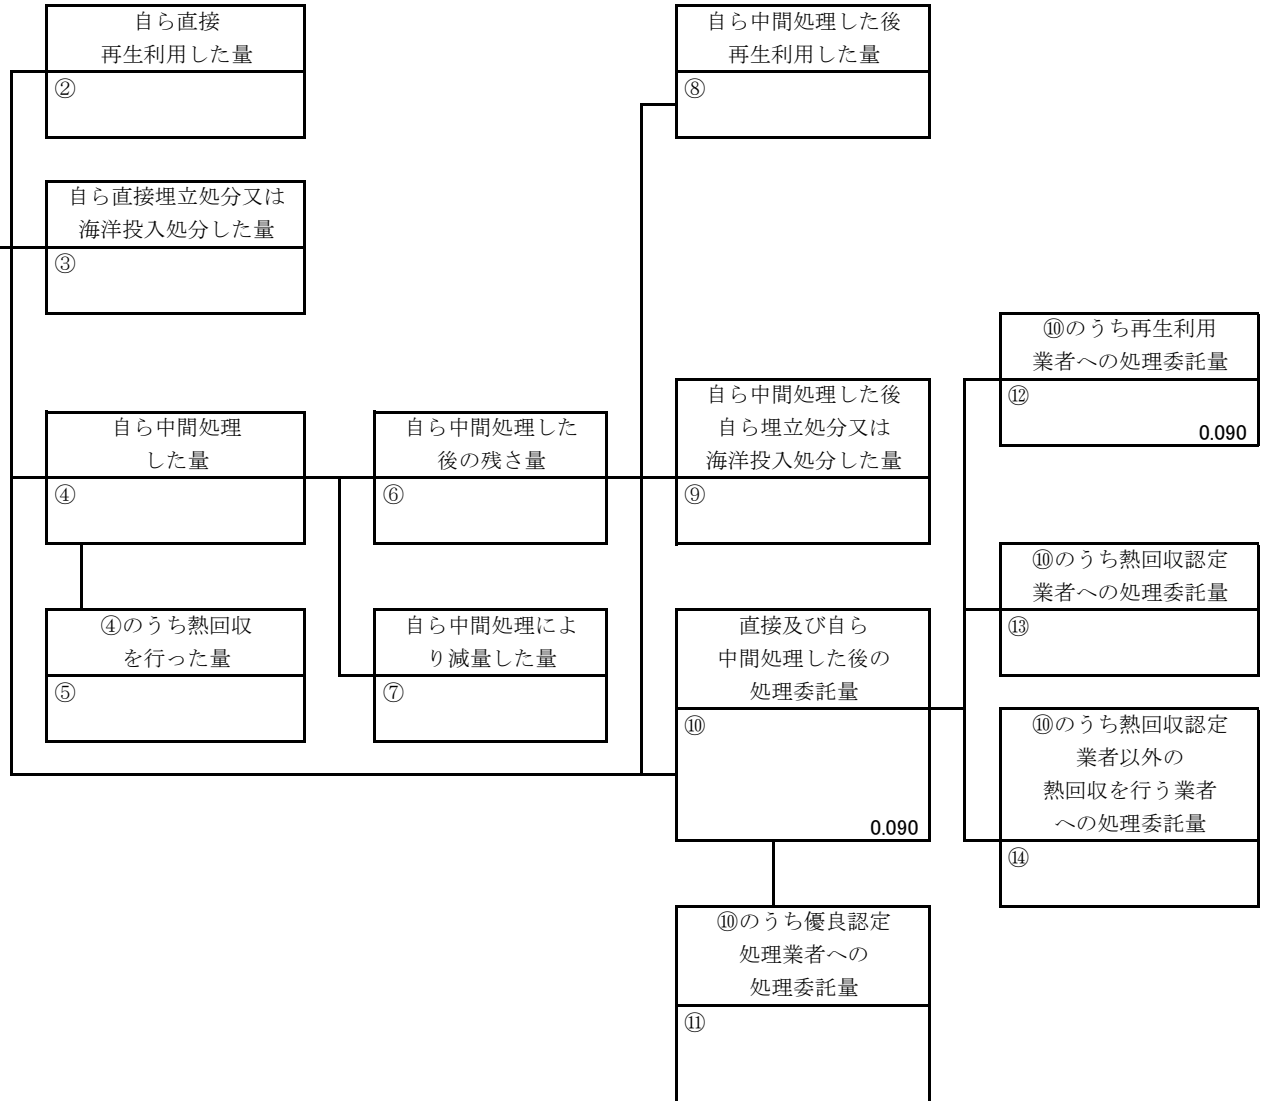 自ら直接
再生利用した量
②
自ら中間処理した後
再生利用した量
⑧
自ら直接埋立処分又は
海洋投入処分した量
③
⑩のうち再生利用
業者への処理委託量
⑫
0.090
自ら中間処理
した量
④
自ら中間処理した
後の残さ量
⑥
自ら中間処理した後
自ら埋立処分又は
海洋投入処分した量
⑨
⑩のうち熱回収認定
業者への処理委託量
⑬
④のうち熱回収
を行った量
⑤
自ら中間処理によ
り減量した量
⑦
直接及び自ら
中間処理した後の
処理委託量
⑩
0.090
⑩のうち熱回収認定
業者以外の
熱回収を行う業者
への処理委託量
⑭
⑩のうち優良認定
処理業者への
処理委託量
⑪